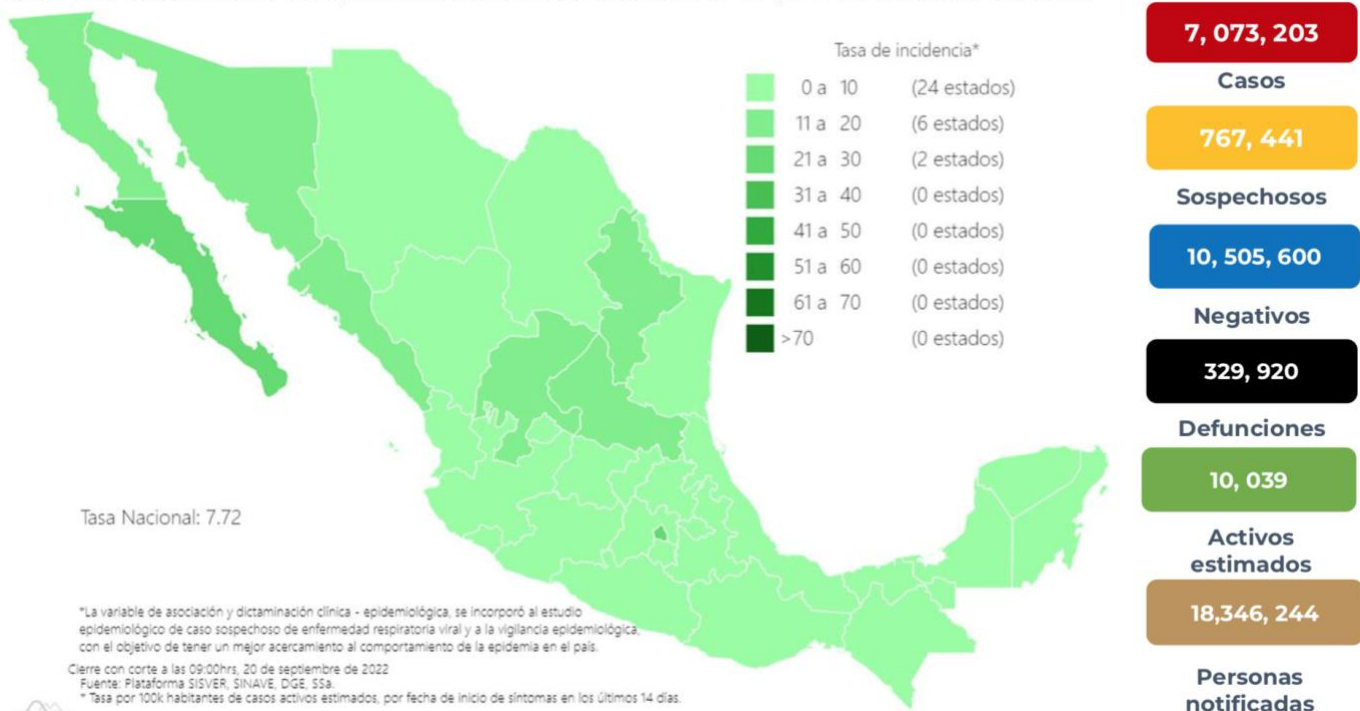 Tasa de incidencia*
0 a 10 (24 estados)
11 a 20 (6 estados)
21 a 30 (2 estados)
31 a 40 (0 estados)
41 a 50 (0 estados)
51 a 60 (0 estados)
61 a 70 (0 estados)
>70 (0 estados)
Tasa Nacional: 7.72
*La variable de asociación y dictaminación clínica - epidemiológica, se incorporó al estudio
epidemiológico de caso sospechoso de enfermedad respiratoria viral y a la vigilancia epidemiológica,
con el objetivo de tener un mejor acercamiento al comportamiento de la epidemia en el país.
Cierre con corte a las 09:00hrs, 20 de septiembre de 2022
Fuente: Plataforma SISVER, SINAVE, DGE, SSa.
* Tasa por 100k habitantes de casos activos estimados, por fecha de inicio de síntomas en los últimos 14 días.
7, 073, 203
Casos
767, 441
Sospechosos
10, 505, 600
Negativos
329, 920
Defunciones
10, 039
Activos
estimados
18,346, 244
Personas
notificadas